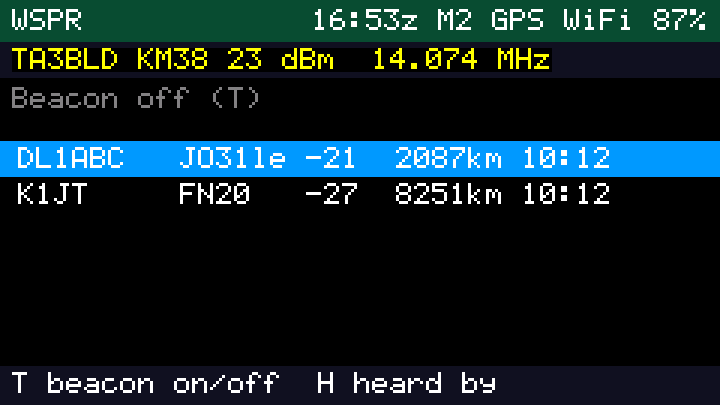 WSPR 16:53z M2 GPS WiFi 87%
TA3BLD KM38 23 dBm 14.074 MHz
Beacon off (T)
DL1ABC JO31le -21 2087km 10:12
K1JT FN20 -27 8251km 10:12
T beacon on/off H heard by